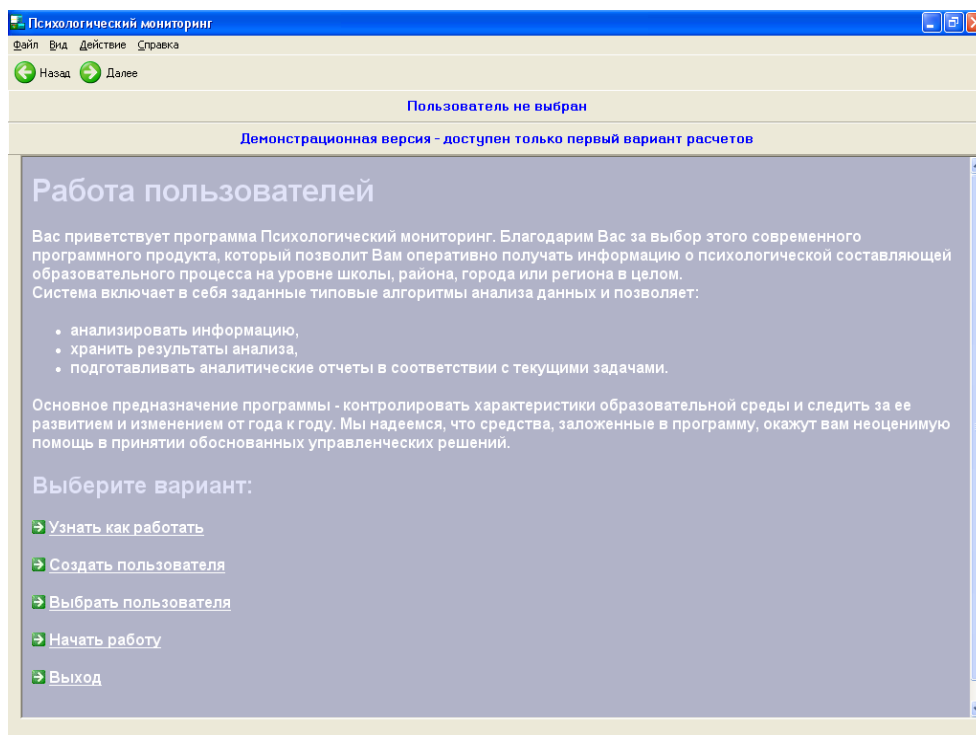 Психологический мониторинг
Файл Вид Действие Справка
Назад Далее
Пользователь не выбран
Демонстрационная версия - доступен только первый вариант расчетов
Работа пользователей
Вас приветствует программа Психологический мониторинг. Благодарим Вас за выбор этого современного
программного продукта, который позволит Вам оперативно получать информацию о психологической составляющей
образовательного процесса на уровне школы, района, города или региона в целом.
Система включает в себя заданные типовые алгоритмы анализа данных и позволяет:
• анализировать информацию,
• хранить результаты анализа,
• подготавливать аналитические отчеты в соответствии с текущими задачами.
Основное предназначение программы - контролировать характеристики образовательной среды и следить за ее
развитием и изменением от года к году. Мы надеемся, что средства, заложенные в программу, окажут вам неоценимую
помощь в принятии обоснованных управленческих решений.
Выберите вариант:
Узнать как работать
Создать пользователя
Выбрать пользователя
Начать работу
Выход